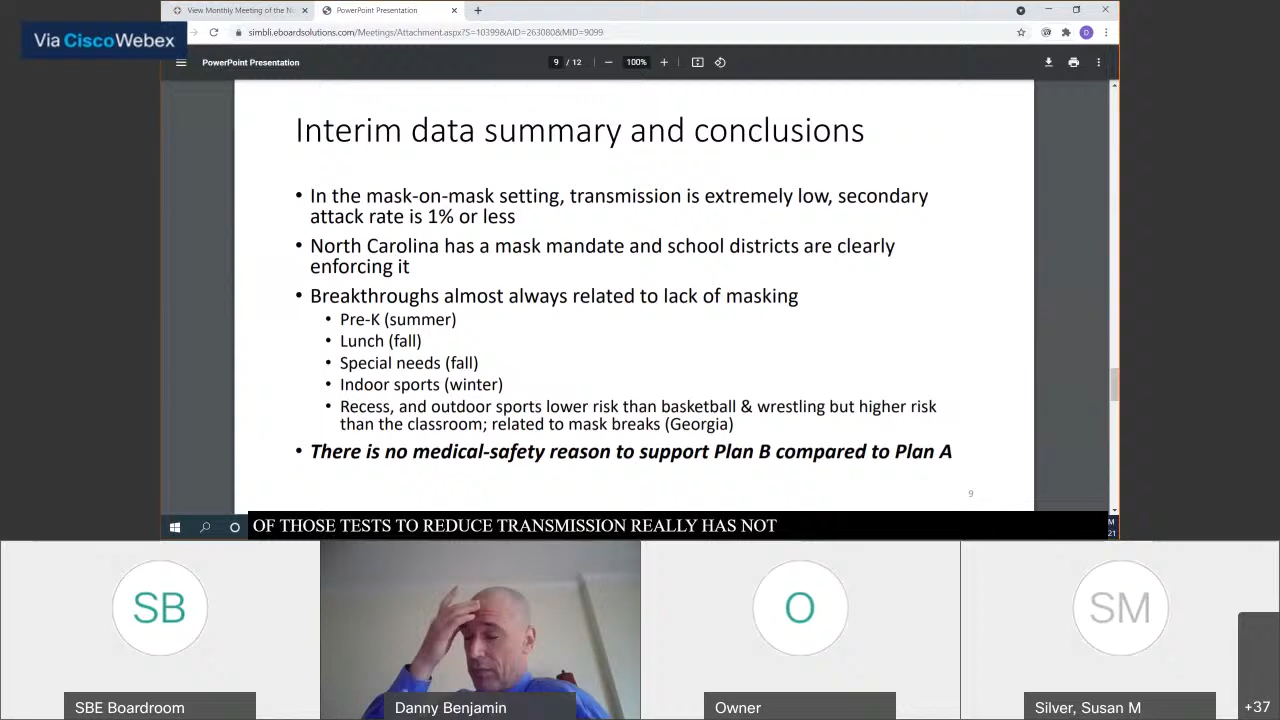 View Monthly Meeting of the No
PowerPoint Presentation
Via Cisco Webex
simbli.eboardsolutions.com/Meetings/Attachment.aspx?S=10399&AID=263080&MID=9099
D
PowerPoint Presentation
9 / 12
100%
Interim data summary and conclusions
• In the mask-on-mask setting, transmission is extremely low, secondary
attack rate is 1% or less
• North Carolina has a mask mandate and school districts are clearly
enforcing it
• Breakthroughs almost always related to lack of masking
• Pre-K (summer)
• Lunch (fall)
• Special needs (fall)
• Indoor sports (winter)
• Recess, and outdoor sports lower risk than basketball & wrestling but higher risk
than the classroom; related to mask breaks (Georgia)
• There is no medical-safety reason to support Plan B compared to Plan A
9
OF THOSE TESTS TO REDUCE TRANSMISSION REALLY HAS NOT
M
21
SB
O
SM
SBE Boardroom
Danny Benjamin
Owner
Silver, Susan M
+37